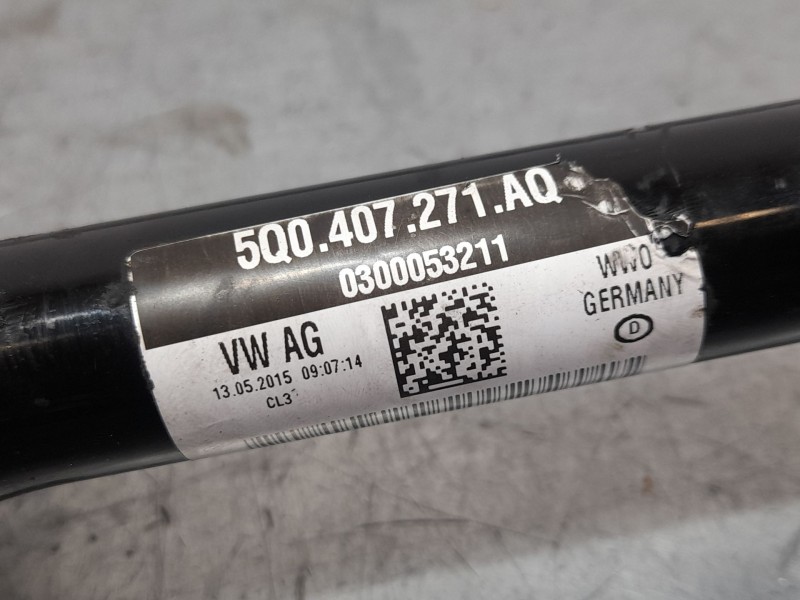 5Q0.407.271.AQ
0300053211
VW AG
13.05.2015 09:07:14
CL3
WWO
GERMANY
D